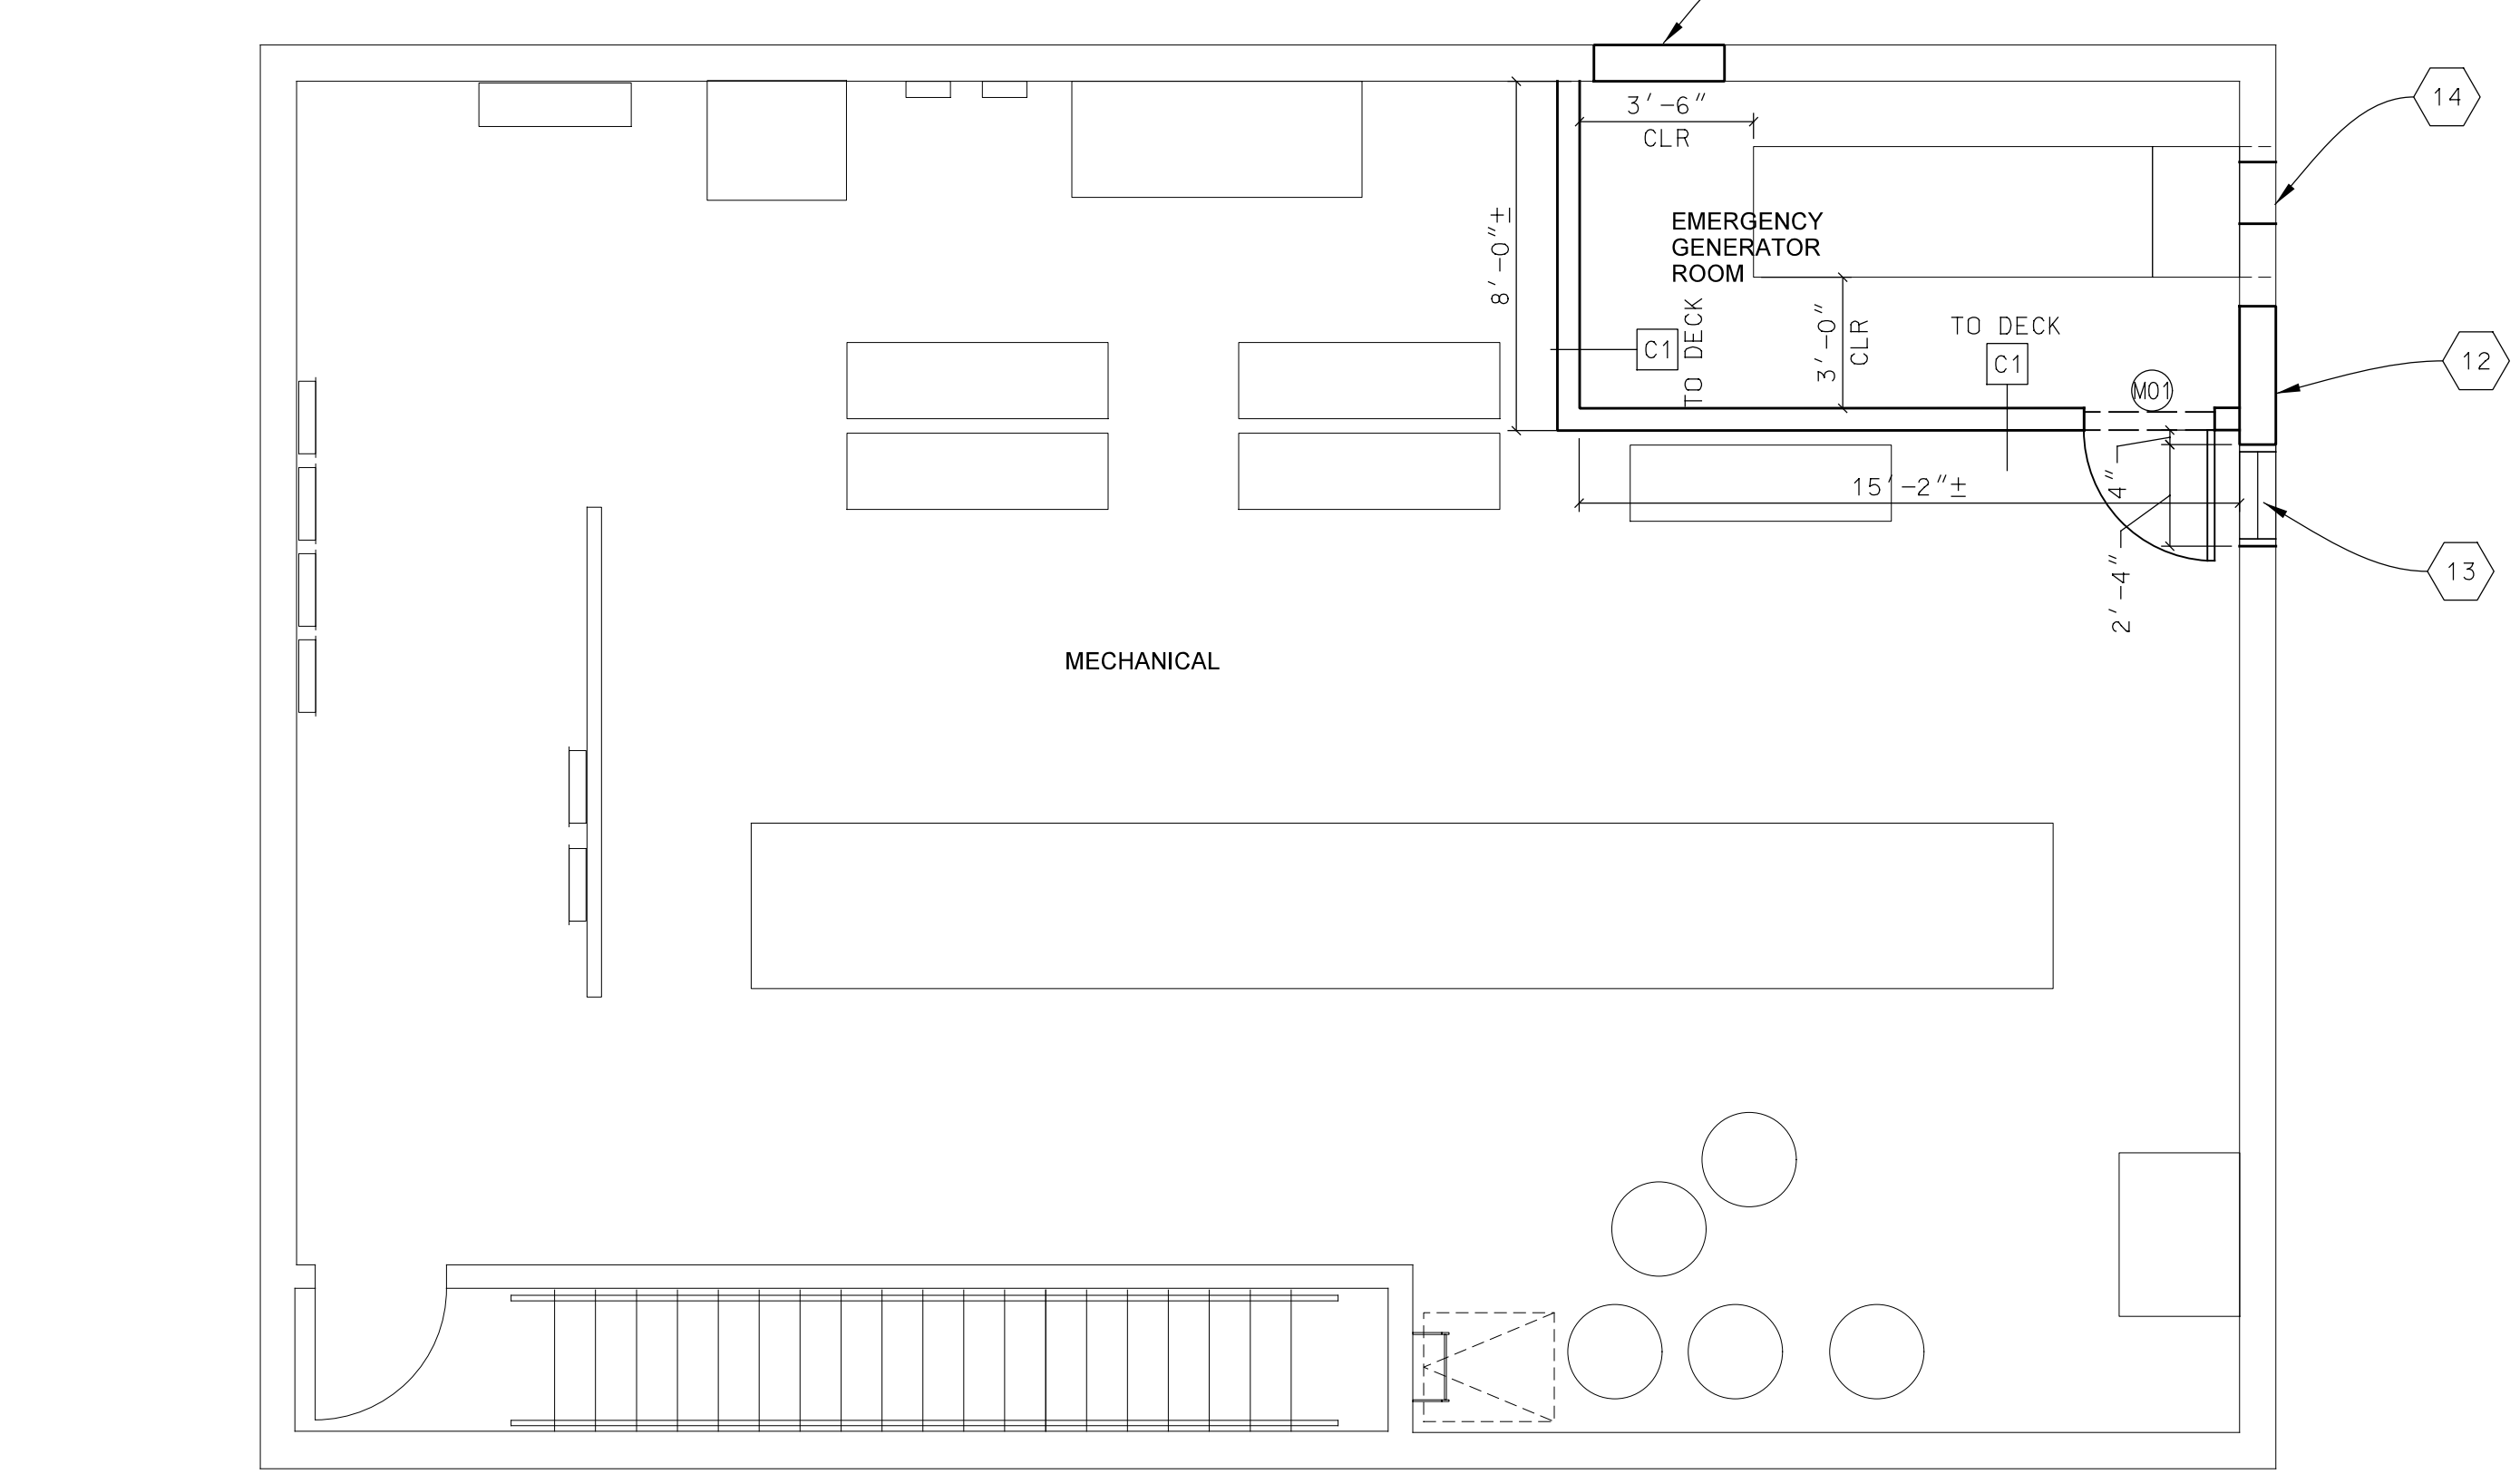 14
3'-6"
CLR
EMERGENCY
GENERATOR
ROOM
8'-0"±
C1
TO DECK
3'-0"
CLR
TO DECK
C1
M01
12
15'-2"±
4"
2'-4"
13
MECHANICAL